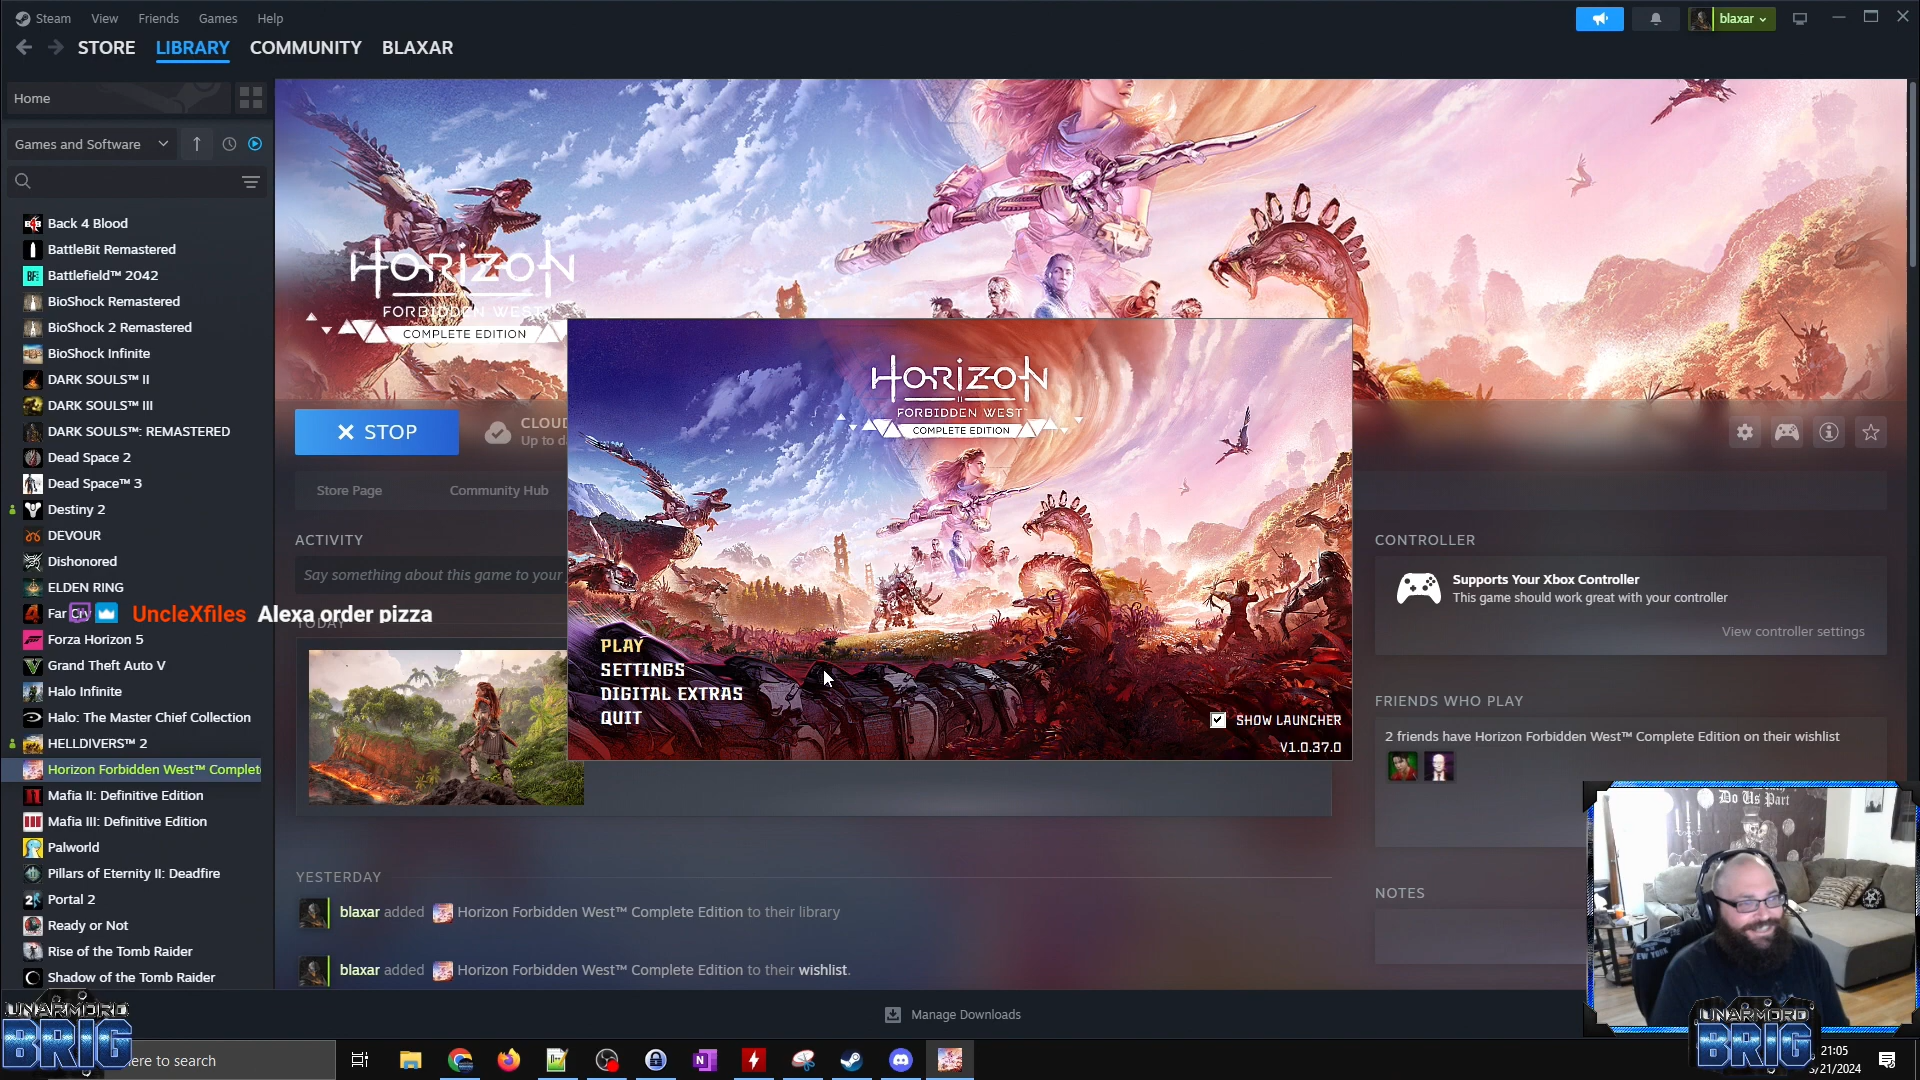 Steam
View
Friends
Games
Help
blaxar
STORE
LIBRARY
COMMUNITY
BLAXAR
Home
Games and Software
Back 4 Blood
BattleBit Remastered
Battlefield™ 2042
BioShock Remastered
BioShock 2 Remastered
BioShock Infinite
DARK SOULS™ II
DARK SOULS™ III
DARK SOULS™: REMASTERED
Dead Space 2
Dead Space™ 3
Destiny 2
DEVOUR
Dishonored
ELDEN RING
Far Cry
UncleXfiles Alexa order pizza
Forza Horizon 5
Grand Theft Auto V
Halo Infinite
Halo: The Master Chief Collection
HELLDIVERS™ 2
Horizon Forbidden West™ Complet
Mafia II: Definitive Edition
Mafia III: Definitive Edition
Palworld
Pillars of Eternity II: Deadfire
Portal 2
Ready or Not
Rise of the Tomb Raider
Shadow of the Tomb Raider
HORIZON
FORBIDDEN WEST
COMPLETE EDITION
STOP
CLOUD
Up to d
Store Page
Community Hub
ACTIVITY
Say something about this game to your
TODAY
HORIZON
II
FORBIDDEN WEST™
COMPLETE EDITION
PLAY
SETTINGS
DIGITAL EXTRAS
QUIT
SHOW LAUNCHER
V1.0.37.0
YESTERDAY
blaxar added Horizon Forbidden West™ Complete Edition to their library
blaxar added Horizon Forbidden West™ Complete Edition to their wishlist.
CONTROLLER
Supports Your Xbox Controller
This game should work great with your controller
View controller settings
FRIENDS WHO PLAY
2 friends have Horizon Forbidden West™ Complete Edition on their wishlist
NOTES
Do Us Part
NEW YORK
Manage Downloads
UNARMORD
BRIG
ere to search
UNARMORD
BRIG
21:05
/21/2024